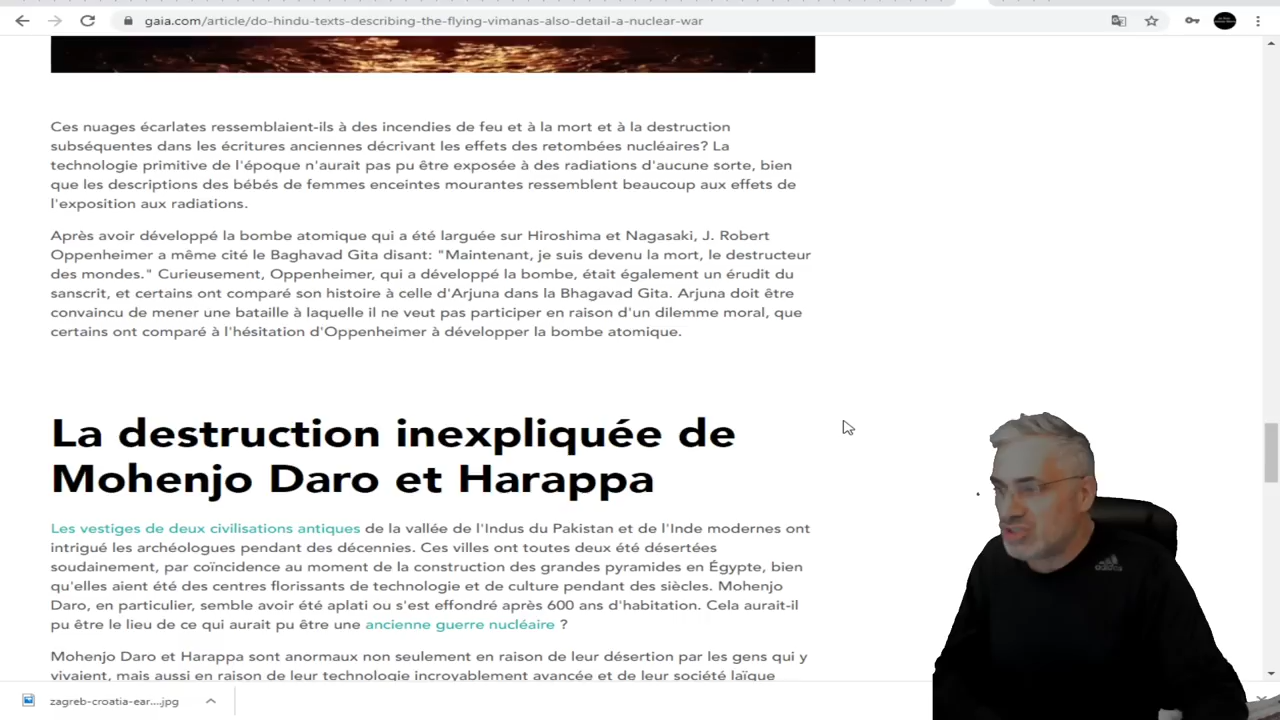 gaia.com/article/do-hindu-texts-describing-the-flying-vimanas-also-detail-a-nuclear-war
Ces nuages écarlates ressemblaient-ils à des incendies de feu et à la mort et à la destruction
subséquentes dans les écritures anciennes décrivant les effets des retombées nucléaires? La
technologie primitive de l'époque n'aurait pas pu être exposée à des radiations d'aucune sorte, bien
que les descriptions des bébés de femmes enceintes mourantes ressemblent beaucoup aux effets de
l'exposition aux radiations.
Après avoir développé la bombe atomique qui a été larguée sur Hiroshima et Nagasaki, J. Robert
Oppenheimer a même cité le Baghavad Gita disant: "Maintenant, je suis devenu la mort, le destructeur
des mondes." Curieusement, Oppenheimer, qui a développé la bombe, était également un érudit du
sanscrit, et certains ont comparé son histoire à celle d'Arjuna dans la Bhagavad Gita. Arjuna doit être
convaincu de mener une bataille à laquelle il ne veut pas participer en raison d'un dilemme moral, que
certains ont comparé à l'hésitation d'Oppenheimer à développer la bombe atomique.
La destruction inexpliquée de
Mohenjo Daro et Harappa
Les vestiges de deux civilisations antiques de la vallée de l'Indus du Pakistan et de l'Inde modernes ont
intrigué les archéologues pendant des décennies. Ces villes ont toutes deux été désertées
soudainement, par coïncidence au moment de la construction des grandes pyramides en Égypte, bien
qu'elles aient été des centres florissants de technologie et de culture pendant des siècles. Mohenjo
Daro, en particulier, semble avoir été aplati ou s'est effondré après 600 ans d'habitation. Cela aurait-il
pu être le lieu de ce qui aurait pu être une ancienne guerre nucléaire ?
Mohenjo Daro et Harappa sont anormaux non seulement en raison de leur désertion par les gens qui y
vivaient, mais aussi en raison de leur technologie incroyablement avancée et de leur société laïque
adidas
zagreb-croatia-ear....jpg